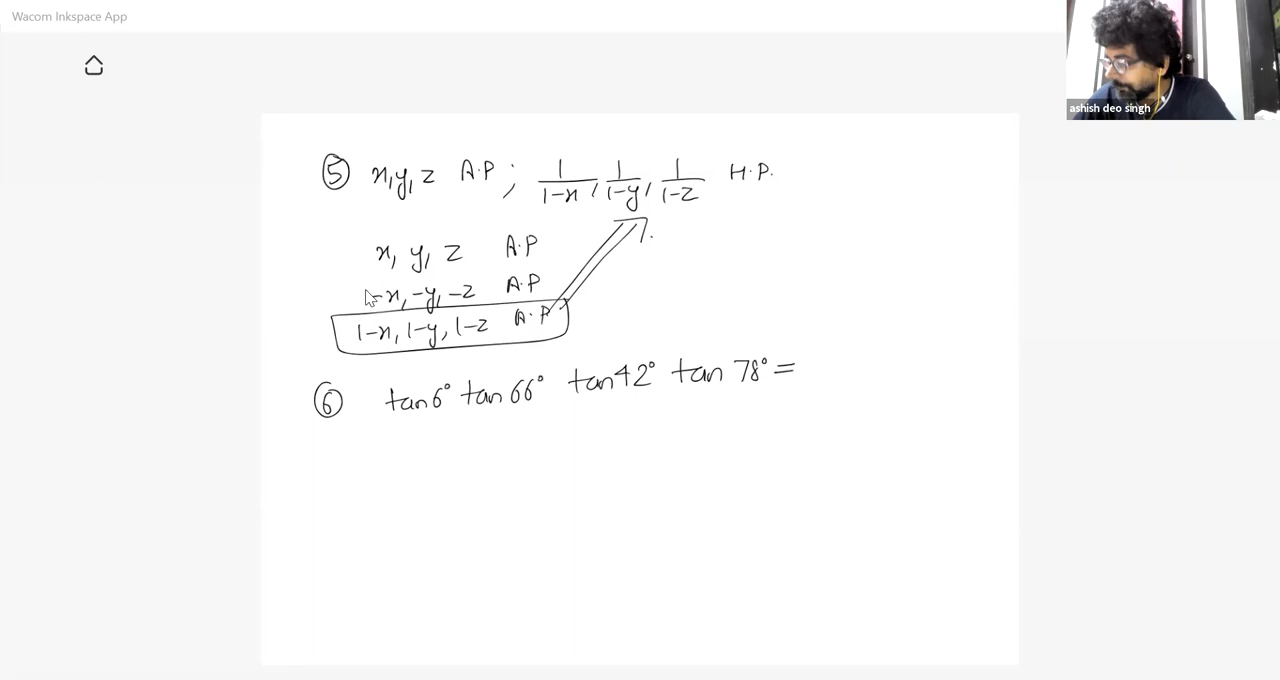 Wacom Inkspace App
ashish deo singh
⑤ x, y, z A.P ; 1/(1-x), 1/(1-y), 1/(1-z) H.P.
x, y, z A.P
-x, -y, -z A.P
1-x, 1-y, 1-z A.P
⑥ tan6° tan66° tan42° tan78° =